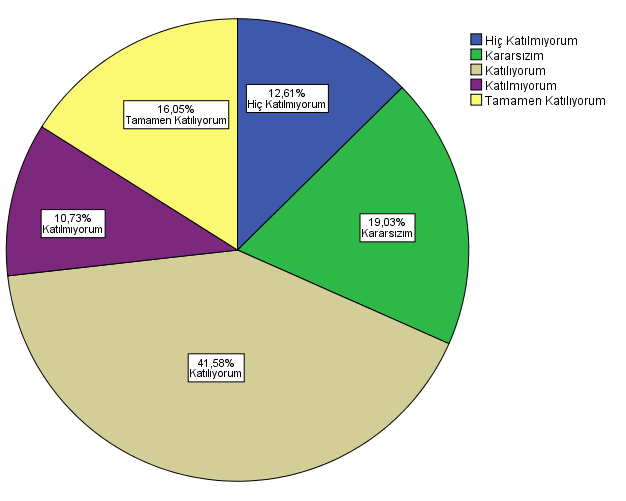 Hiç Katılmıyorum
Kararsızım
Katılıyorum
Katılmıyorum
Tamamen Katılıyorum
12,61%
Hiç Katılmıyorum
16,05%
Tamamen Katılıyorum
19,03%
Kararsızım
10,73%
Katılmıyorum
41,58%
Katılıyorum